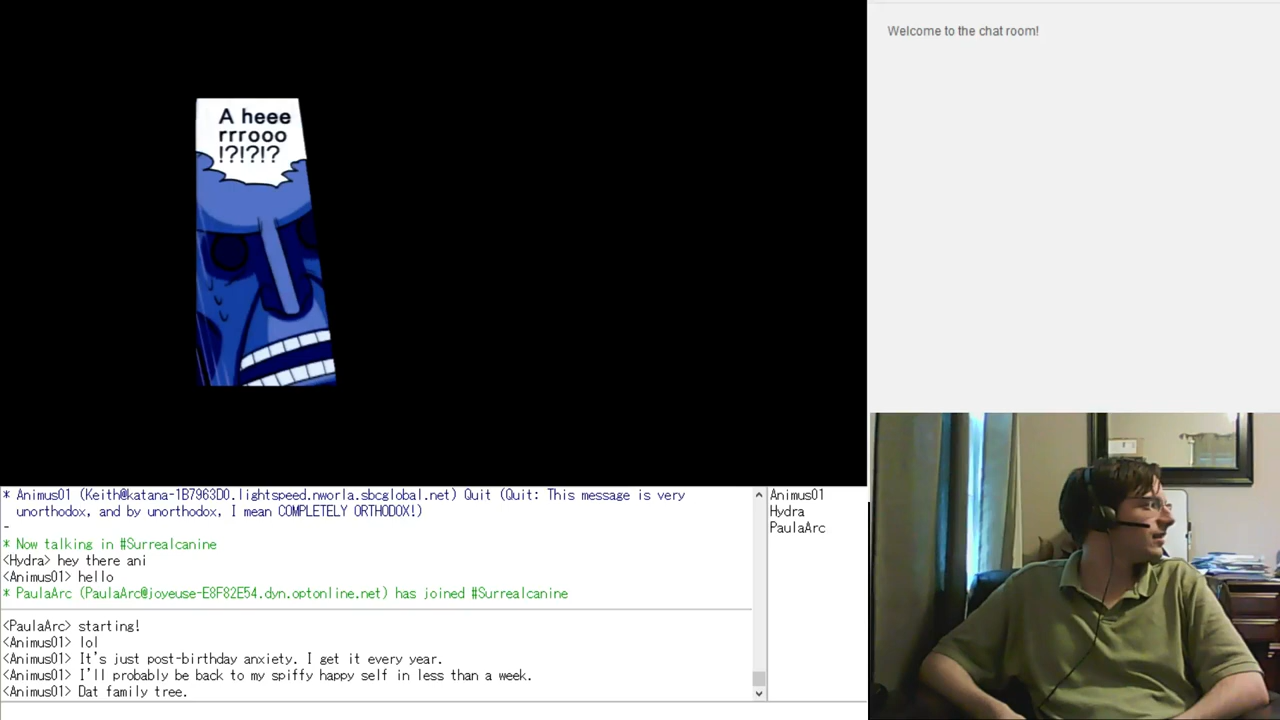 Welcome to the chat room!
A heee
rrrooo
!?!?!?
* Animus01 (Keith@katana-1B7963D0.lightspeed.nworla.sbcglobal.net) Quit (Quit: This message is very
unorthodox, and by unorthodox, I mean COMPLETELY ORTHODOX!)
-
* Now talking in #Surrealcanine
<Hydra> hey there ani
<Animus01> hello
* PaulaArc (PaulaArc@joyeuse-E8F82E54.dyn.optonline.net) has joined #Surrealcanine
<PaulaArc> starting!
<Animus01> lol
<Animus01> It's just post-birthday anxiety. I get it every year.
<Animus01> I'll probably be back to my spiffy happy self in less than a week.
<Animus01> Dat family tree.
Animus01
Hydra
PaulaArc